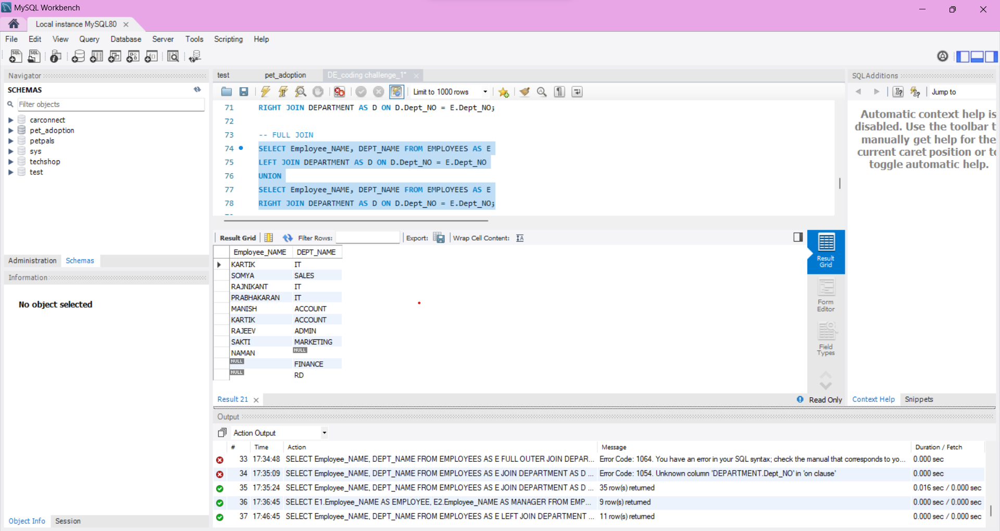 MySQL Workbench
Local instance MySQL80
File Edit View Query Database Server Tools Scripting Help
Navigator
SCHEMAS
Filter objects
carconnect
pet_adoption
petpals
sys
techshop
test
Administration Schemas
Information
No object selected
Object Info Session
test pet_adoption DE_coding challenge_1*
Limit to 1000 rows
71 RIGHT JOIN DEPARTMENT AS D ON D.Dept_NO = E.Dept_NO;
72
73 -- FULL JOIN
74 SELECT Employee_NAME, DEPT_NAME FROM EMPLOYEES AS E
75 LEFT JOIN DEPARTMENT AS D ON D.Dept_NO = E.Dept_NO
76 UNION
77 SELECT Employee_NAME, DEPT_NAME FROM EMPLOYEES AS E
78 RIGHT JOIN DEPARTMENT AS D ON D.Dept_NO = E.Dept_NO;
Result Grid Filter Rows: Export: Wrap Cell Content:
Employee_NAME DEPT_NAME
KARTIK IT
SOMYA SALES
RAJNIKANT IT
PRABHAKARAN IT
MANISH ACCOUNT
KARTIK ACCOUNT
RAJEEV ADMIN
SAKTI MARKETING
NAMAN NULL
NULL FINANCE
NULL RD
Result Grid
Form Editor
Field Types
Result 21
Read Only
SQLAdditions
Jump to
Automatic context help is
disabled. Use the toolbar t
manually get help for the
current caret position or to
toggle automatic help.
Context Help Snippets
Output
Action Output
# Time Action Message Duration / Fetch
33 17:34:48 SELECT Employee_NAME, DEPT_NAME FROM EMPLOYEES AS E FULL OUTER JOIN DEPAR... Error Code: 1064. You have an error in your SQL syntax; check the manual that corresponds to yo... 0.000 sec
34 17:35:09 SELECT Employee_NAME, DEPT_NAME FROM EMPLOYEES AS E JOIN DEPARTMENT AS D ... Error Code: 1054. Unknown column 'DEPARTMENT.Dept_NO' in 'on clause' 0.000 sec
35 17:35:24 SELECT Employee_NAME, DEPT_NAME FROM EMPLOYEES AS E JOIN DEPARTMENT AS D ... 35 row(s) returned 0.016 sec / 0.000 sec
36 17:36:45 SELECT E1.Employee_NAME AS EMPLOYEE, E2.Employee_NAME AS MANAGER FROM EMP... 9 row(s) returned 0.000 sec / 0.000 sec
37 17:46:45 SELECT Employee_NAME, DEPT_NAME FROM EMPLOYEES AS E LEFT JOIN DEPARTMENT ... 11 row(s) returned 0.000 sec / 0.000 sec